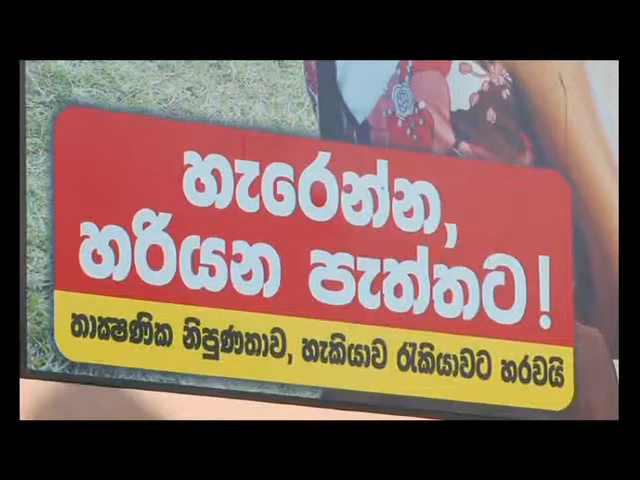 හැරෙන්න,
හරියන පැත්තට!
තාක්ෂණික නිපුණතාව, හැකියාව රැකියාවට හරවයි